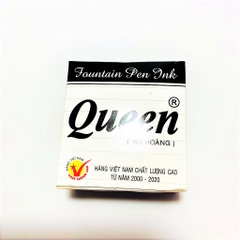 Fountain Pen Ink
Queen®
( NỮ HOÀNG )
HÀNG VIỆT NAM CHẤT LƯỢNG CAO
TỪ NĂM 2000 - 2020